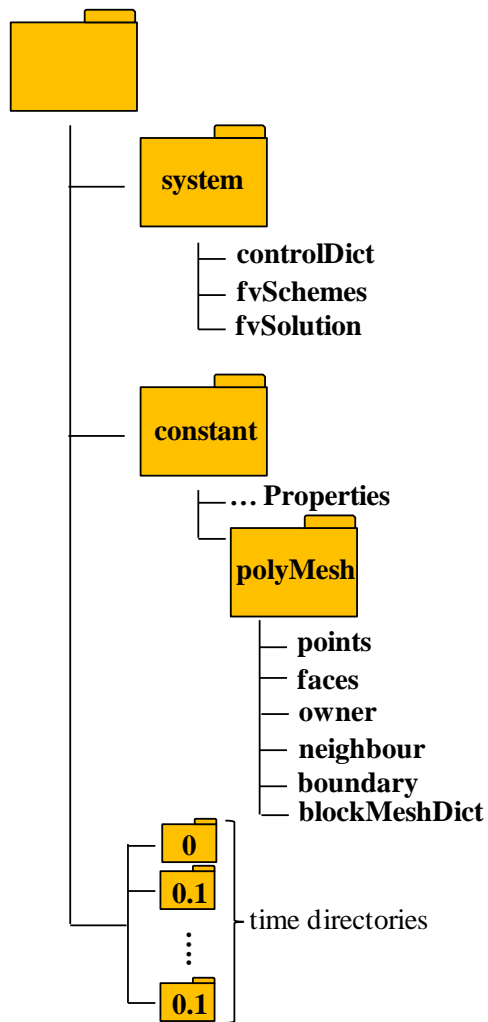 system
controlDict
fvSchemes
fvSolution
constant
... Properties
polyMesh
points
faces
owner
neighbour
boundary
blockMeshDict
0
0.1
time directories
⋮
0.1